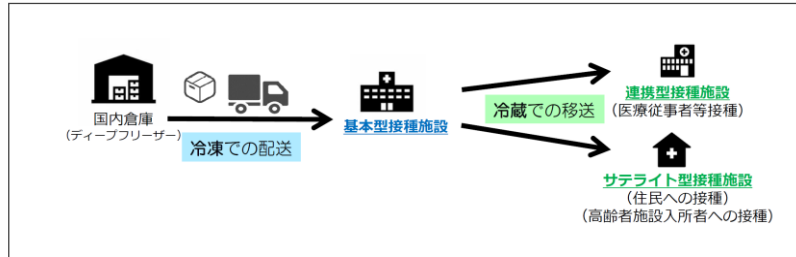 国内倉庫
(ディープフリーザー)
冷凍での配送
基本型接種施設
冷蔵での移送
連携型接種施設
(医療従事者等接種)
サテライト型接種施設
(住民への接種)
(高齢者施設入所者への接種)